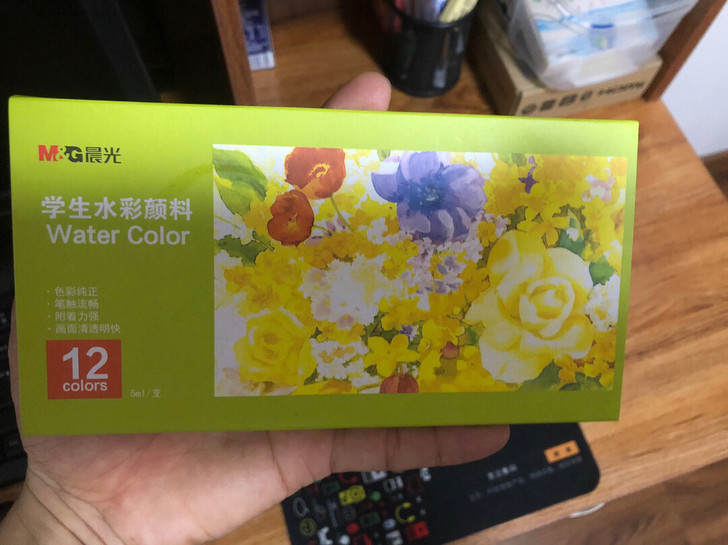 M&G晨光
学生水彩颜料
Water Color
· 色彩纯正
· 笔触流畅
· 附着力强
· 画面清透明快
12
colors
5ml/支